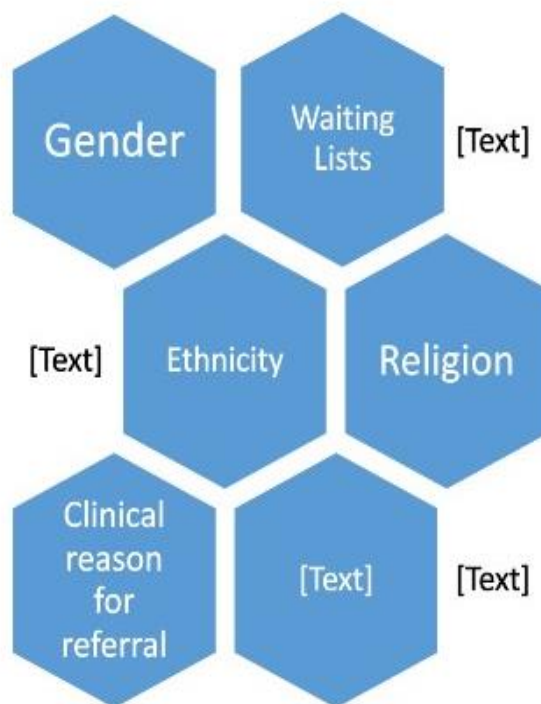 Gender
Waiting
Lists
[Text]
[Text]
Ethnicity
Religion
Clinical
reason
for
referral
[Text]
[Text]